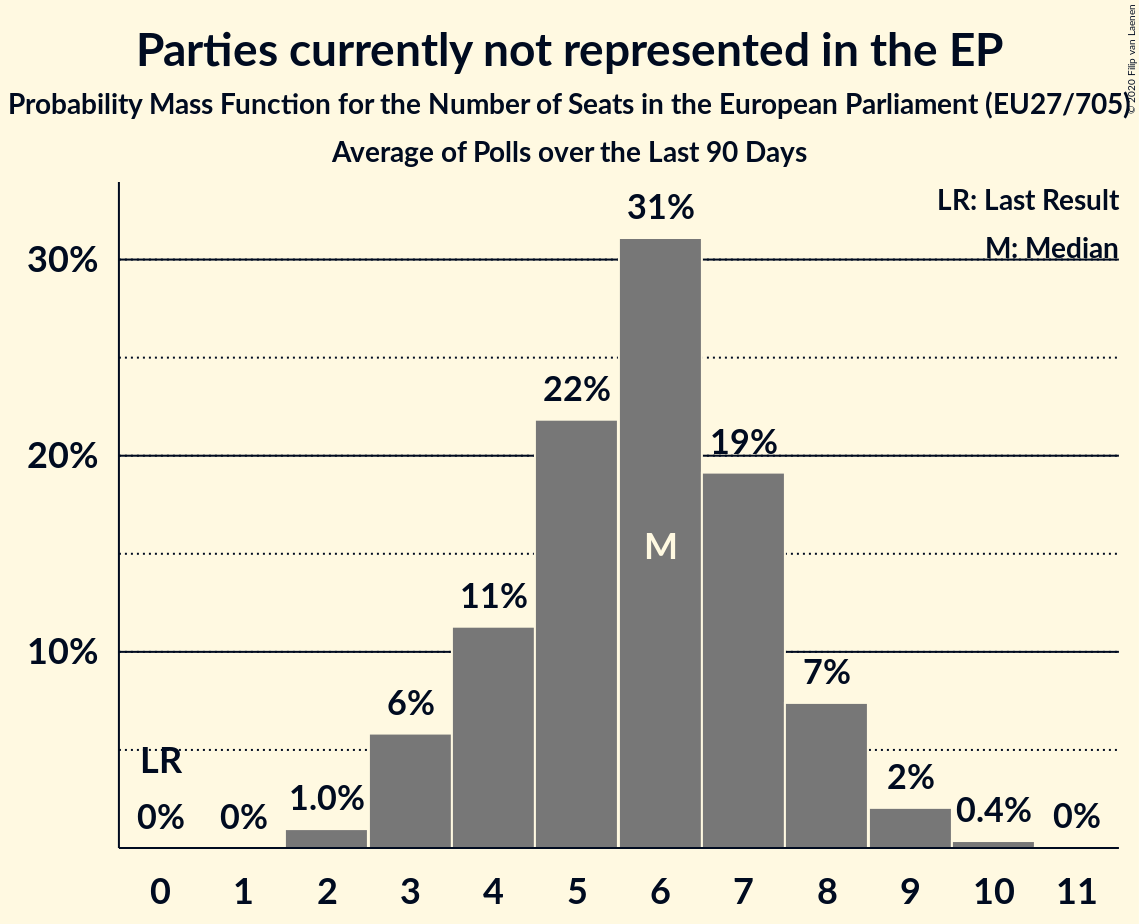 Parties currently not represented in the EP
Probability Mass Function for the Number of Seats in the European Parliament (EU27/705)
Average of Polls over the Last 90 Days
© 2020 Filip van Laenen
LR: Last Result
M: Median
30%
20%
10%
LR
0%
0%
1.0%
6%
11%
22%
31%
M
19%
7%
2%
0.4%
0%
0 1 2 3 4 5 6 7 8 9 10 11